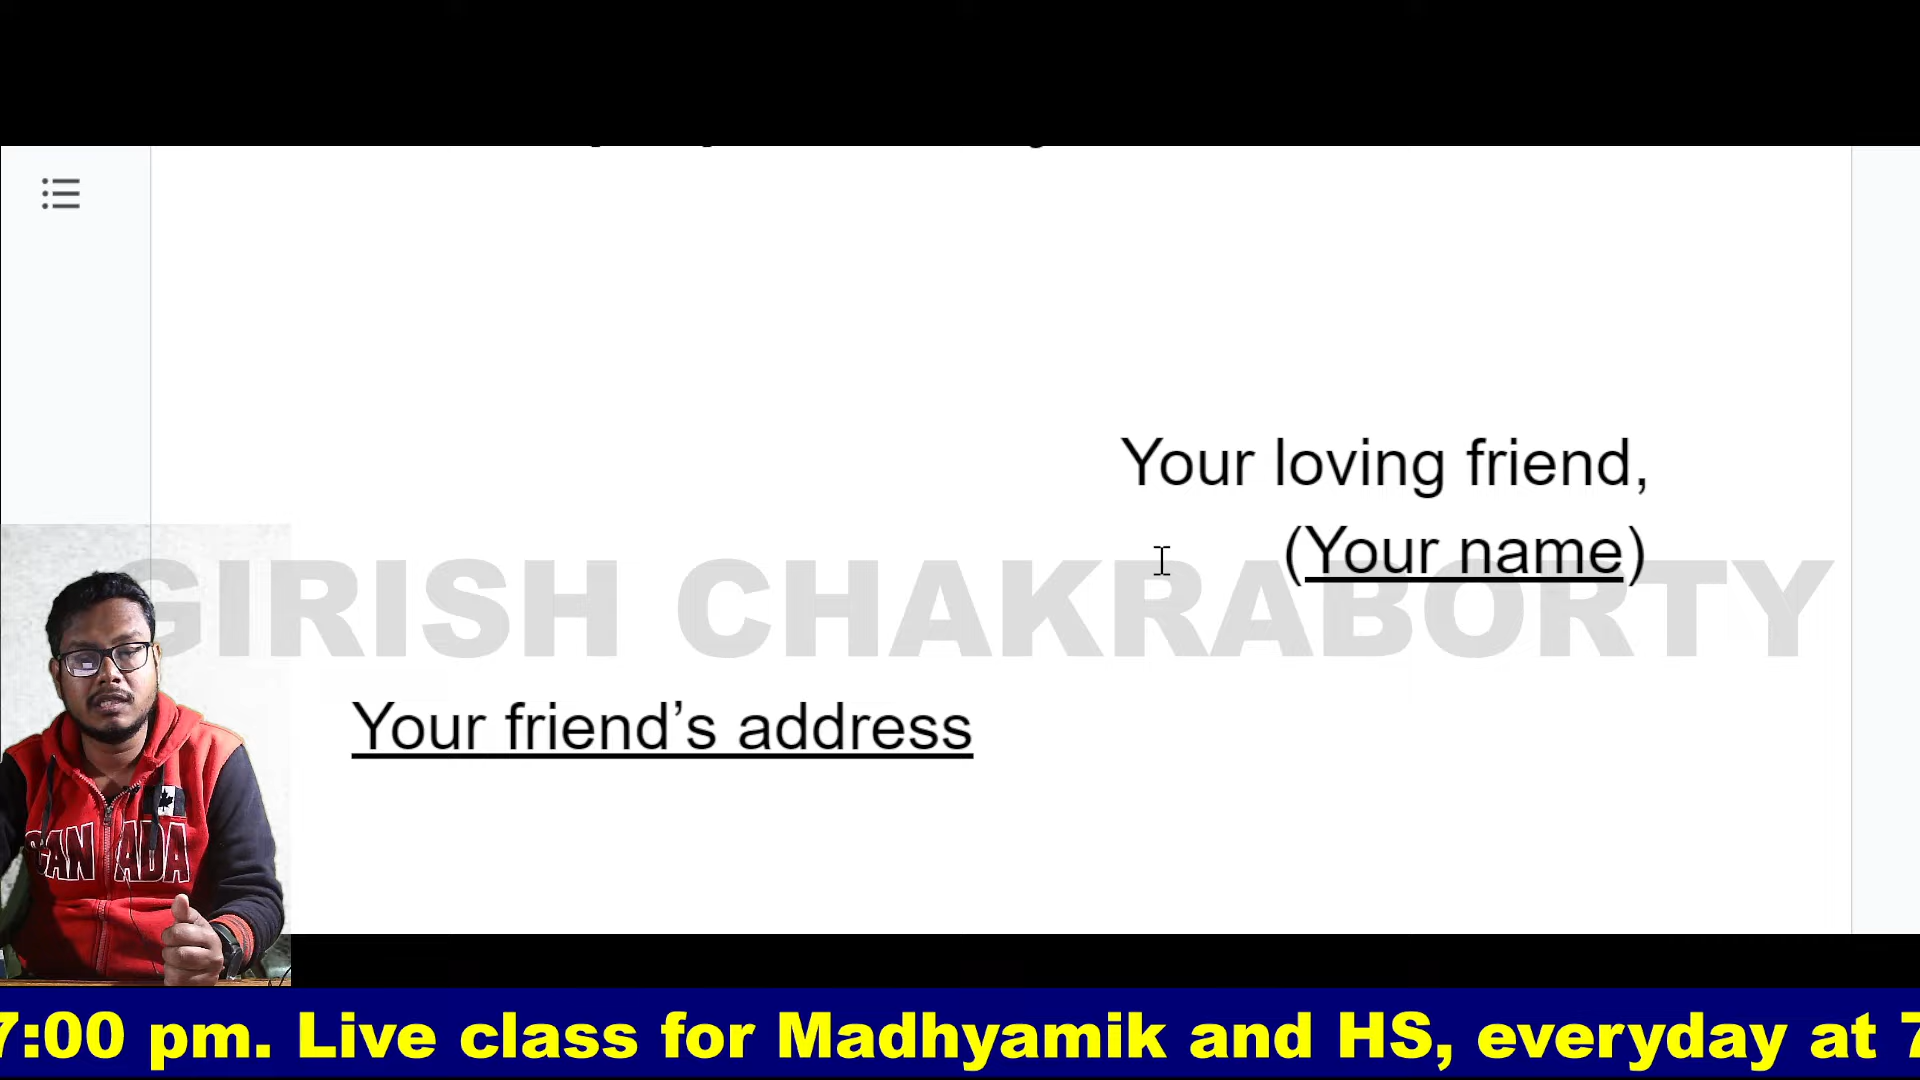 Your loving friend,
(Your name)
GIRISH CHAKRABORTY
Your friend’s address
CANADA
7:00 pm. Live class for Madhyamik and HS, everyday at 7